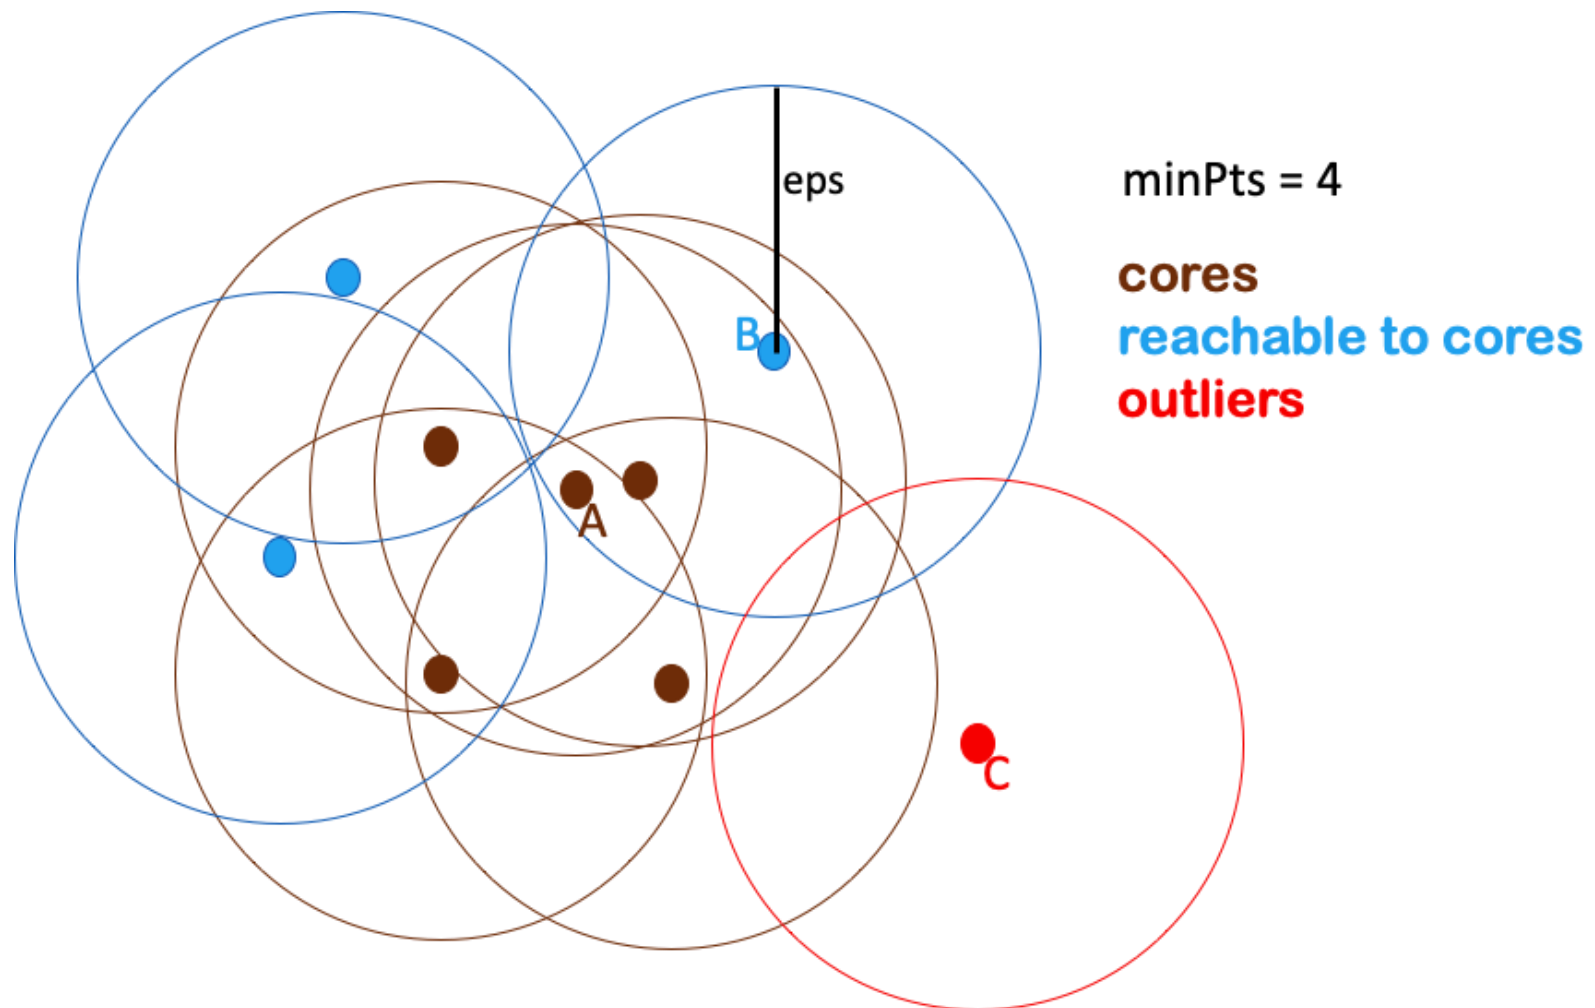 eps
minPts = 4
cores
B
reachable to cores
outliers
A
C